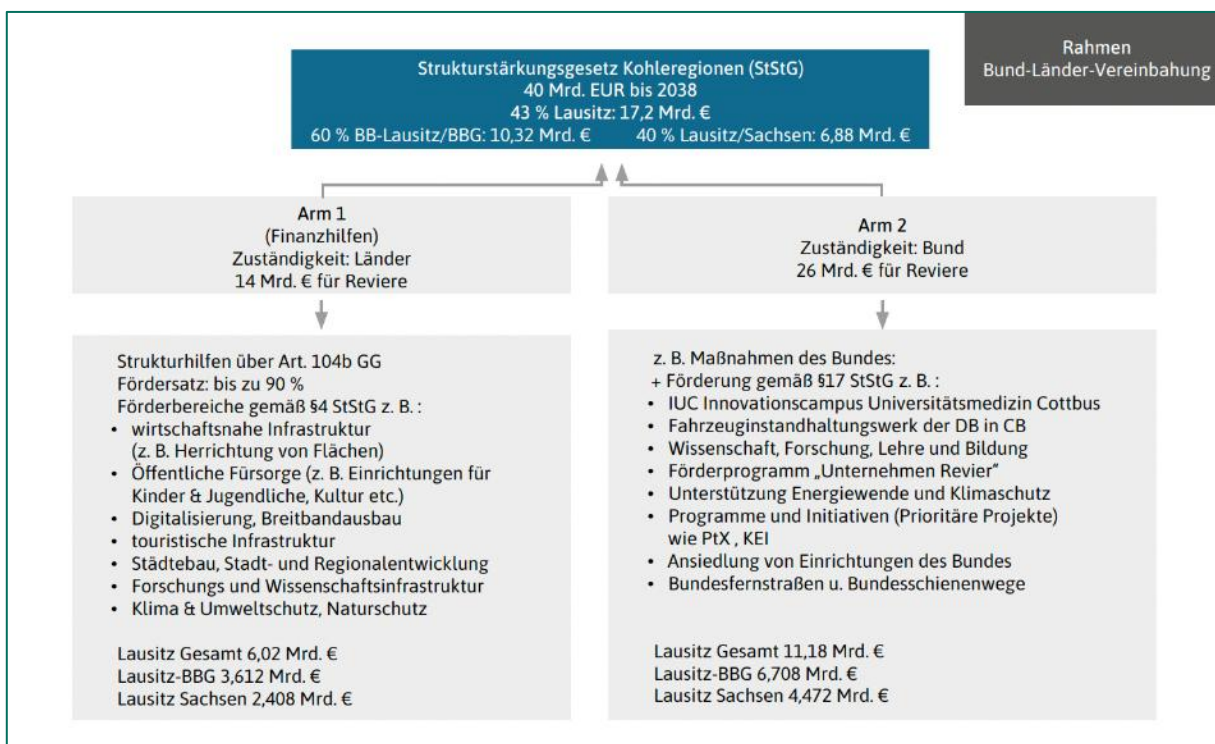 Rahmen
Bund-Länder-Vereinbahung
Strukturstärkungsgesetz Kohleregionen (StStG)
40 Mrd. EUR bis 2038
43 % Lausitz: 17,2 Mrd. €
60 % BB-Lausitz/BBG: 10,32 Mrd. € 40 % Lausitz/Sachsen: 6,88 Mrd. €
Arm 1
(Finanzhilfen)
Zuständigkeit: Länder
14 Mrd. € für Reviere
Arm 2
Zuständigkeit: Bund
26 Mrd. € für Reviere
Strukturhilfen über Art. 104b GG
Fördersatz: bis zu 90 %
Förderbereiche gemäß §4 StStG z. B. :
• wirtschaftsnahe Infrastruktur
(z. B. Herrichtung von Flächen)
• Öffentliche Fürsorge (z. B. Einrichtungen für
Kinder & Jugendliche, Kultur etc.)
• Digitalisierung, Breitbandausbau
• touristische Infrastruktur
• Städtebau, Stadt- und Regionalentwicklung
• Forschungs und Wissenschaftsinfrastruktur
• Klima & Umweltschutz, Naturschutz
Lausitz Gesamt 6,02 Mrd. €
Lausitz-BBG 3,612 Mrd. €
Lausitz Sachsen 2,408 Mrd. €
z. B. Maßnahmen des Bundes:
+ Förderung gemäß §17 StStG z. B. :
• IUC Innovationscampus Universitätsmedizin Cottbus
• Fahrzeuginstandhaltungswerk der DB in CB
• Wissenschaft, Forschung, Lehre und Bildung
• Förderprogramm „Unternehmen Revier“
• Unterstützung Energiewende und Klimaschutz
• Programme und Initiativen (Prioritäre Projekte)
wie PtX , KEI
• Ansiedlung von Einrichtungen des Bundes
• Bundesfernstraßen u. Bundesschienenwege
Lausitz Gesamt 11,18 Mrd. €
Lausitz-BBG 6,708 Mrd. €
Lausitz Sachsen 4,472 Mrd. €